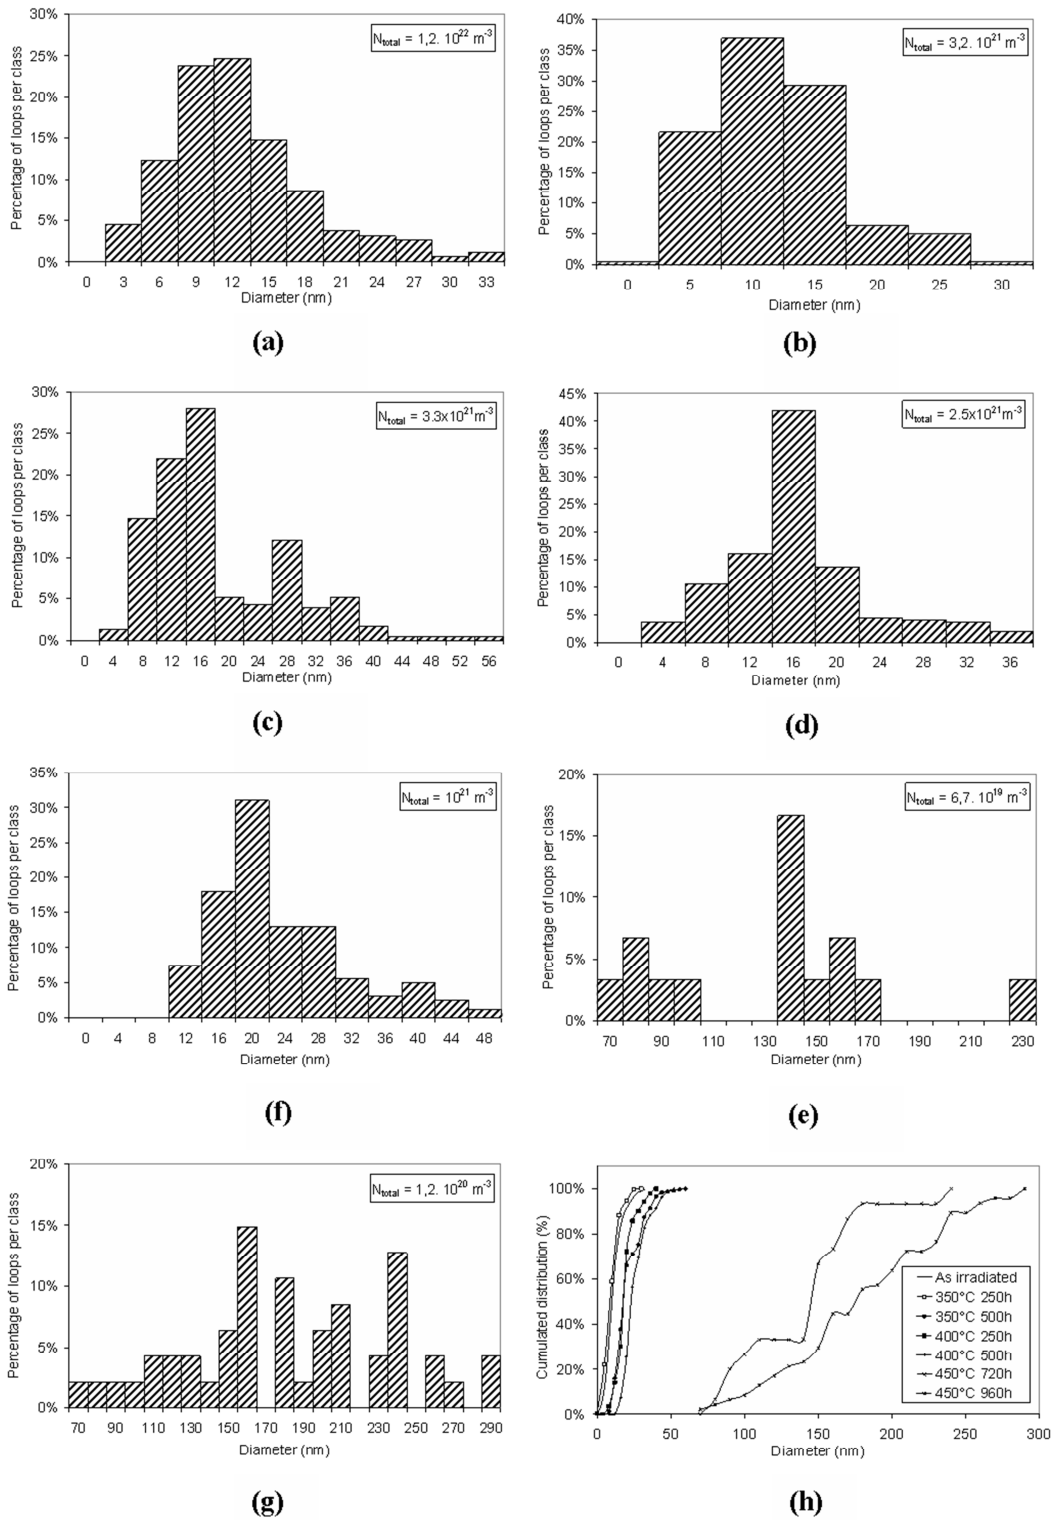 30%
25%
20%
15%
10%
5%
0%
Percentage of loops per class
N_total = 1,2. 10^22 m^-3
0 3 6 9 12 15 18 21 24 27 30 33
Diameter (nm)
(a)
40%
35%
30%
25%
20%
15%
10%
5%
0%
Percentage of loops per class
N_total = 3,2. 10^21 m^-3
0 5 10 15 20 25 30
Diameter (nm)
(b)
30%
25%
20%
15%
10%
5%
0%
Percentage of loops per class
N_total = 3.3x10^21 m^-3
0 4 8 12 16 20 24 28 32 36 40 44 48 52 56
Diameter (nm)
(c)
45%
40%
35%
30%
25%
20%
15%
10%
5%
0%
Percentage of loops per class
N_total = 2.5x10^21 m^-3
0 4 8 12 16 20 24 28 32 36
Diameter (nm)
(d)
35%
30%
25%
20%
15%
10%
5%
0%
Percentage of loops per class
N_total = 10^21 m^-3
0 4 8 12 16 20 24 28 32 36 40 44 48
Diameter (nm)
(f)
20%
15%
10%
5%
0%
Percentage of loops per class
N_total = 6,7. 10^19 m^-3
70 90 110 130 150 170 190 210 230
Diameter (nm)
(e)
20%
15%
10%
5%
0%
Percentage of loops per class
N_total = 1,2. 10^20 m^-3
70 90 110 130 150 170 190 210 230 250 270 290
Diameter (nm)
(g)
100%
80%
60%
40%
20%
0%
Cumulated distribution (%)
As irradiated
350°C 250h
350°C 500h
400°C 250h
400°C 500h
450°C 720h
450°C 960h
0 50 100 150 200 250 300
Diameter (nm)
(h)